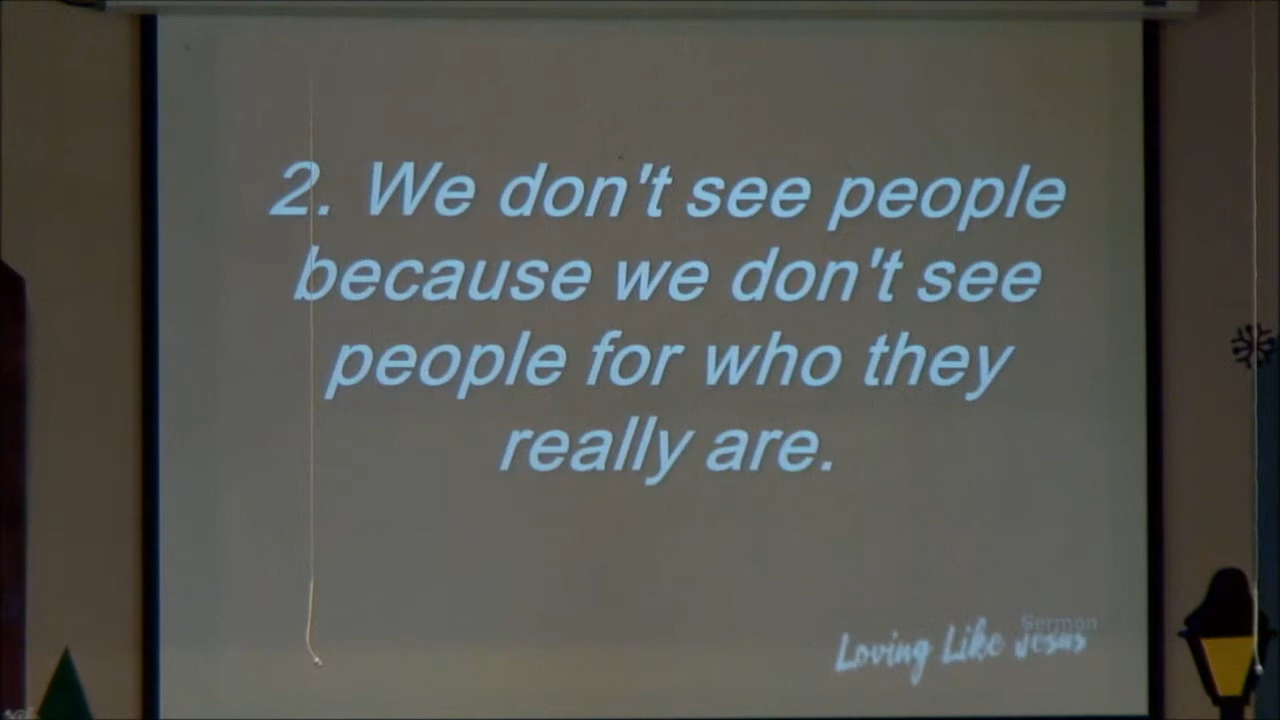 2. We don't see people
because we don't see
people for who they
really are.
Sermon
Loving Like Jesus